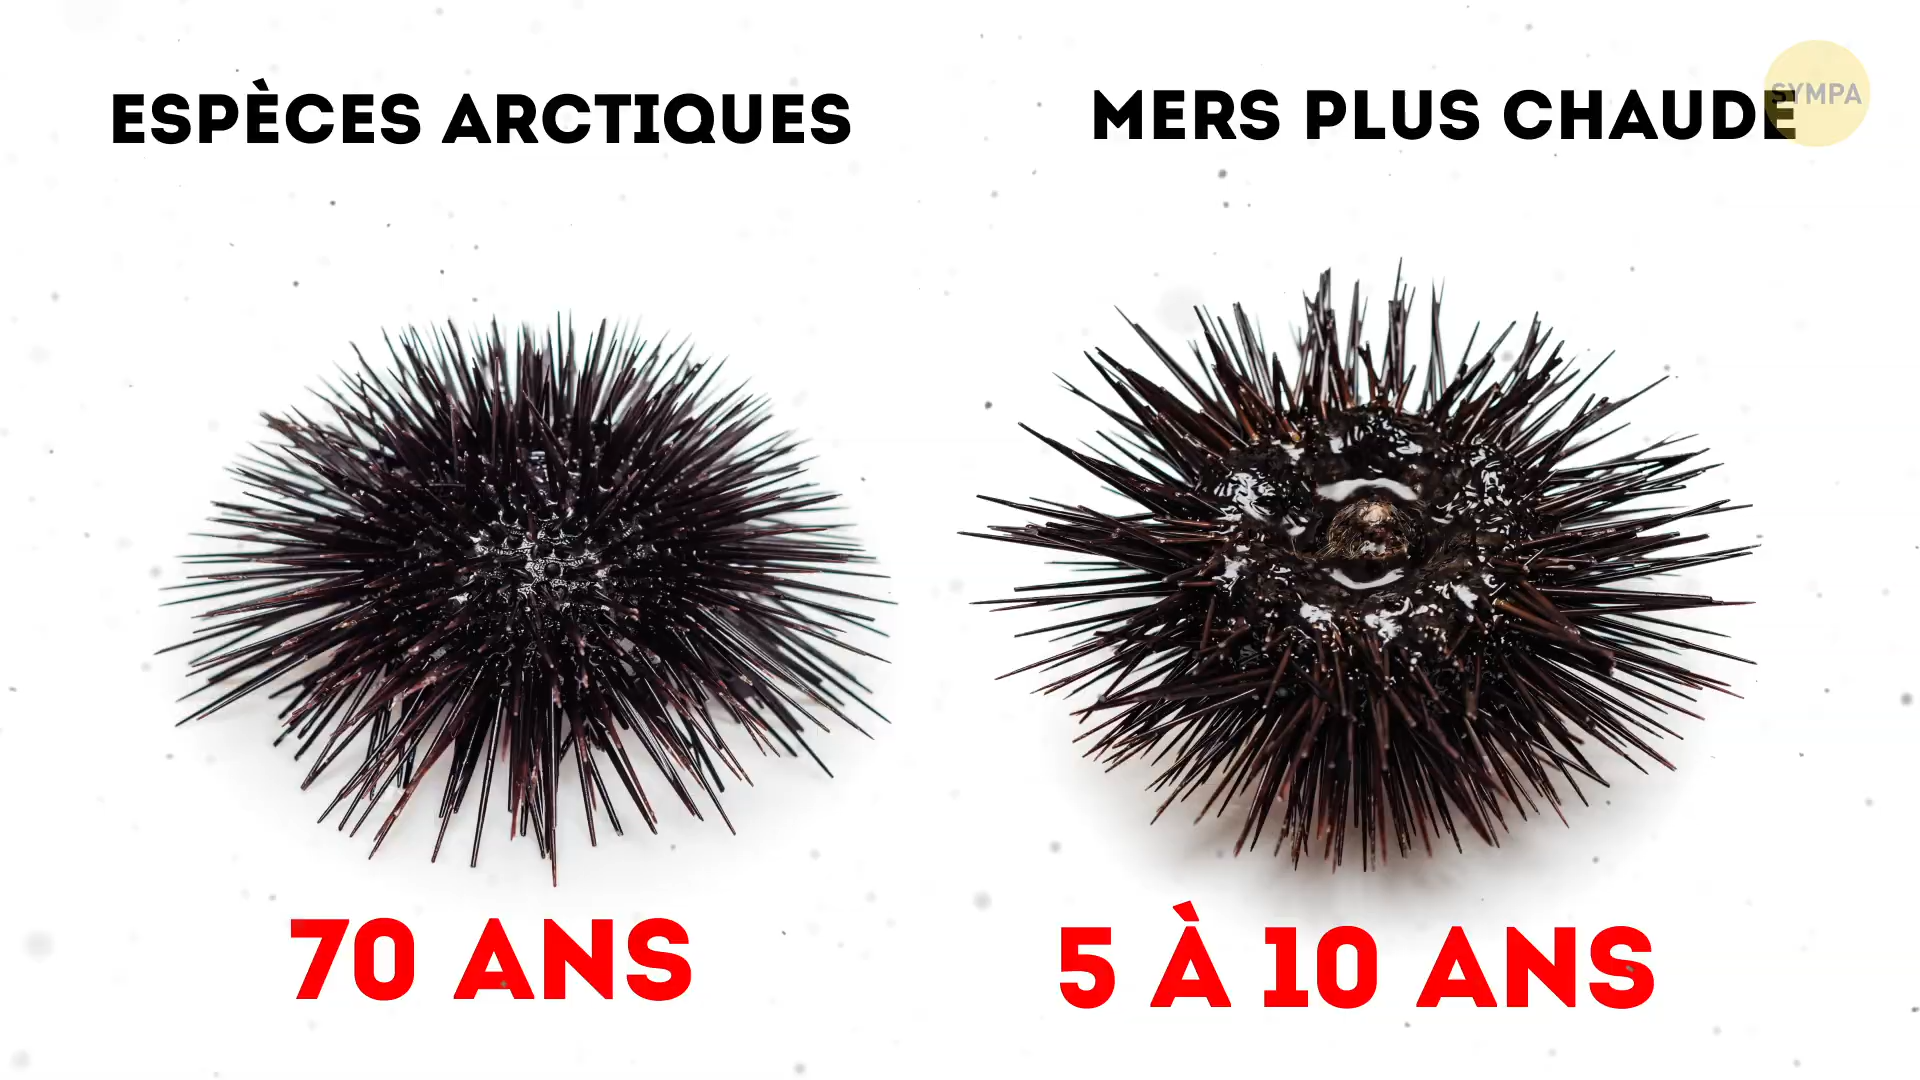 ESPÈCES ARCTIQUES
MERS PLUS CHAUDE
SYMPA
70 ANS
5 À 10 ANS